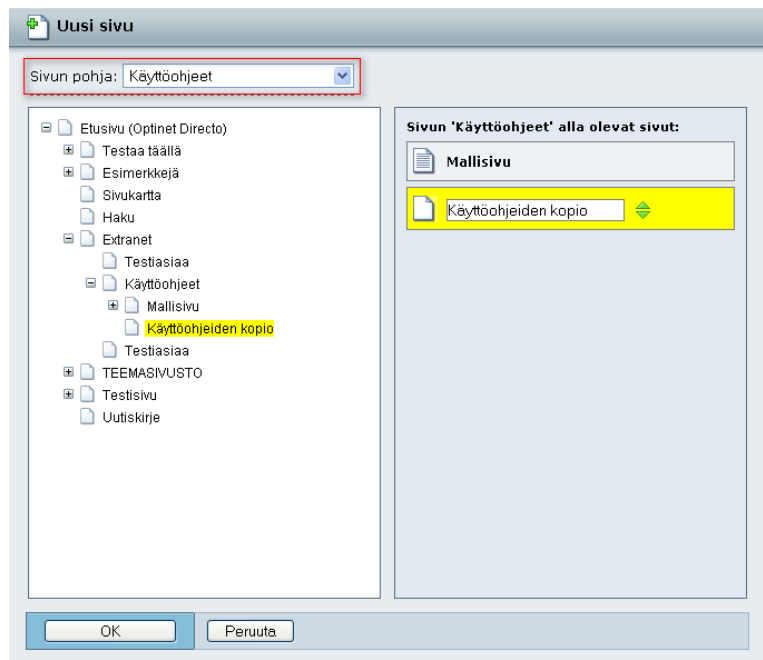 Uusi sivu
Sivun pohja: Käyttöohjeet
Etusivu (Optinet Directo)
Testaa täällä
Esimerkkejä
Sivukartta
Haku
Extranet
Testiasiaa
Käyttöohjeet
Mallisivu
Käyttöohjeiden kopio
Testiasiaa
TEEMASIVUSTO
Testisivu
Uutiskirje
Sivun 'Käyttöohjeet' alla olevat sivut:
Mallisivu
Käyttöohjeiden kopio
OK Peruuta